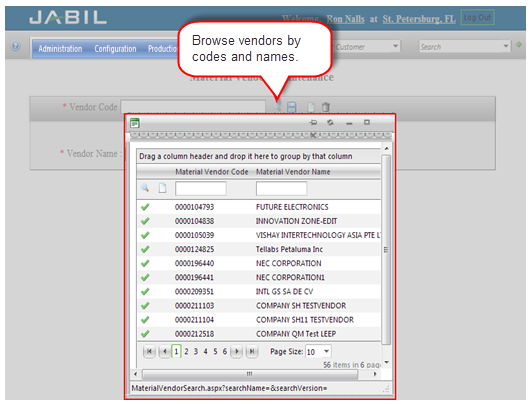 JABIL
Welcome, Ron Nalls at St. Petersburg, FL Log Out
Administration Configuration Production Customer Search
Browse vendors by
codes and names.
Material Vendor Maintenance
* Vendor Code
* Vendor Name :
Drag a column header and drop it here to group by that column
Material Vendor Code Material Vendor Name
0000104793 FUTURE ELECTRONICS
0000104838 INNOVATION ZONE-EDIT
0000105039 VISHAY INTERTECHNOLOGY ASIA PTE L
0000124825 Tellabs Petaluma Inc
0000196440 NEC CORPORATION
0000196441 NEC CORPORATION1
0000209351 INTL GS SA DE CV
0000211103 COMPANY SH TESTVENDOR
0000211104 COMPANY SH11 TESTVENDOR
0000212518 COMPANY QM Test LEEP
1 2 3 4 5 6 Page Size: 10
56 items in 6 pag
MaterialVendorSearch.aspx?searchName=&searchVersion=